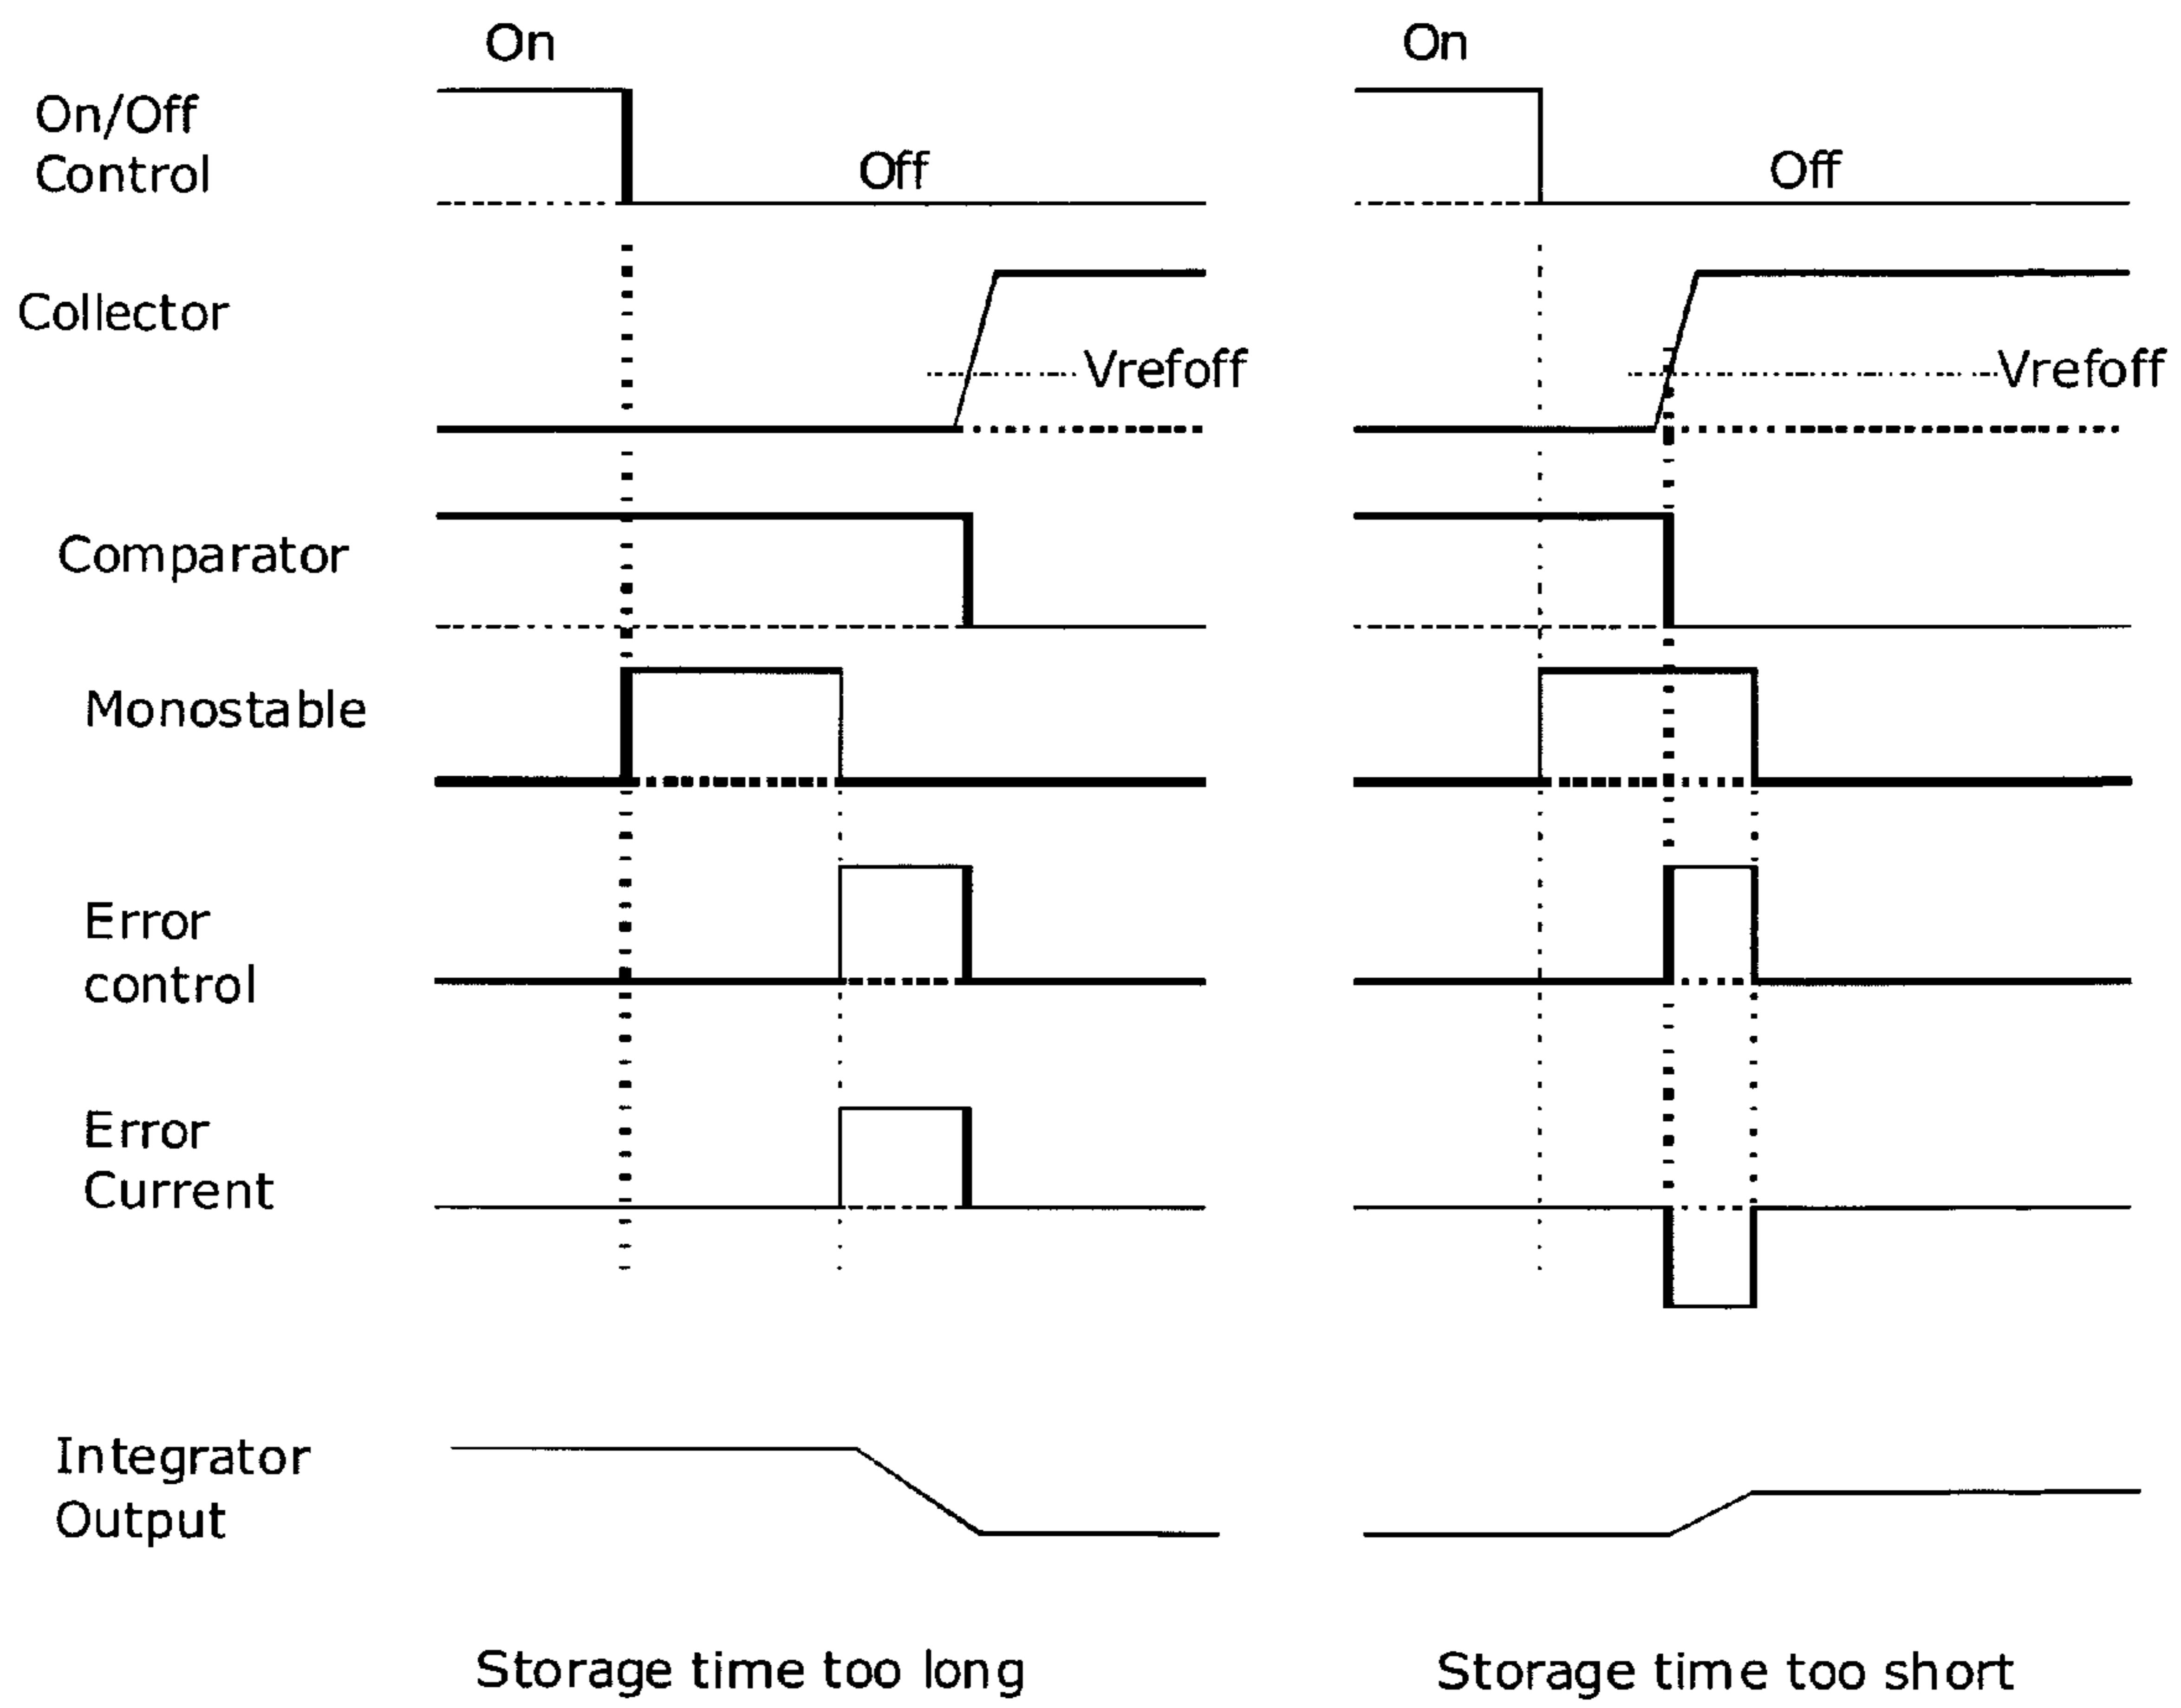 On
On
On/Off
Control
Off
Off
Collector
Vrefoff
Vrefoff
Comparator
Monostable
Error
control
Error
Current
Integrator
Output
Storage time too long
Storage time too short